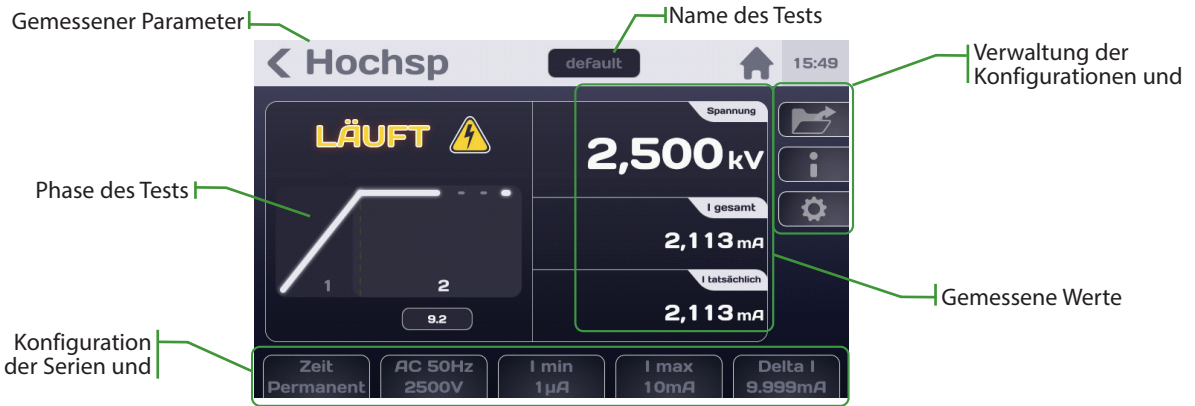 Gemessener Parameter
Name des Tests
Hochsp
default
15:49
Verwaltung der
Konfigurationen und
LÄUFT
Spannung
2,500 kV
Phase des Tests
I gesamt
2,113 mA
1
2
I tatsächlich
2,113 mA
9.2
Gemessene Werte
Konfiguration
der Serien und
Zeit
Permanent
AC 50Hz
2500V
I min
1µA
I max
10mA
Delta I
9.999mA